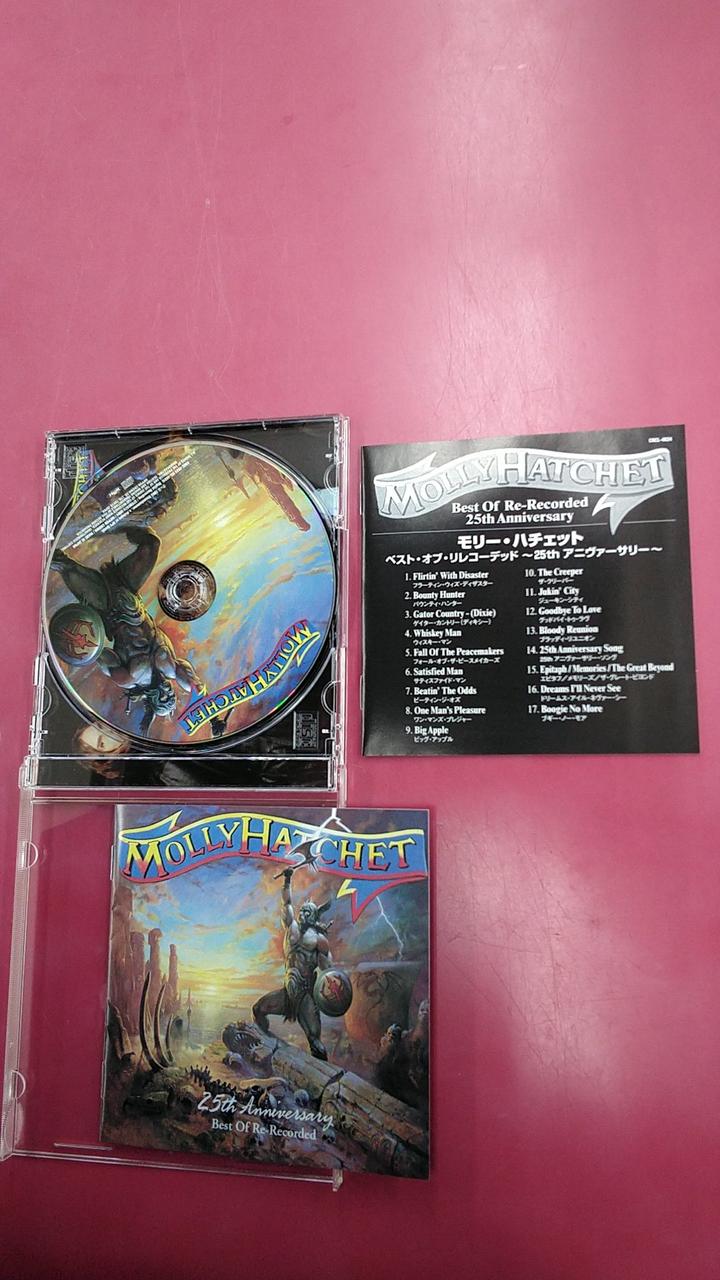 MOLLY HATCHET
MOLLY HATCHET
Best Of Re-Recorded
25th Anniversary
モリー・ハチェット
ベスト・オブ・リレコーデッド ～25th アニヴァーサリー～
1. Flirtin' With Disaster
フラーティン・ウィズ・ディザスター
2. Bounty Hunter
バウンティ・ハンター
3. Gator Country - (Dixie)
ゲイター・カントリー(ディキシー)
4. Whiskey Man
ウィスキー・マン
5. Fall Of The Peacemakers
フォール・オブ・ザ・ピースメイカーズ
6. Satisfied Man
サティスファイド・マン
7. Beatin' The Odds
ビーティン・ジ・オッズ
8. One Man's Pleasure
ワン・マンズ・プレジャー
9. Big Apple
ビッグ・アップル
10. The Creeper
ザ・クリーパー
11. Jukin' City
ジューキン・シティ
12. Goodbye To Love
グッドバイ・トゥ・ラヴ
13. Bloody Reunion
ブラッディ・リユニオン
14. 25th Anniversary Song
25th アニヴァーサリー・ソング
15. Epitaph / Memories / The Great Beyond
エピタフ/メモリーズ/ザ・グレート・ビヨンド
16. Dreams I'll Never See
ドリームス・アイル・ネヴァー・シー
17. Boogie No More
ブギー・ノー・モア
MOLLY HATCHET
25th Anniversary
Best Of Re-Recorded